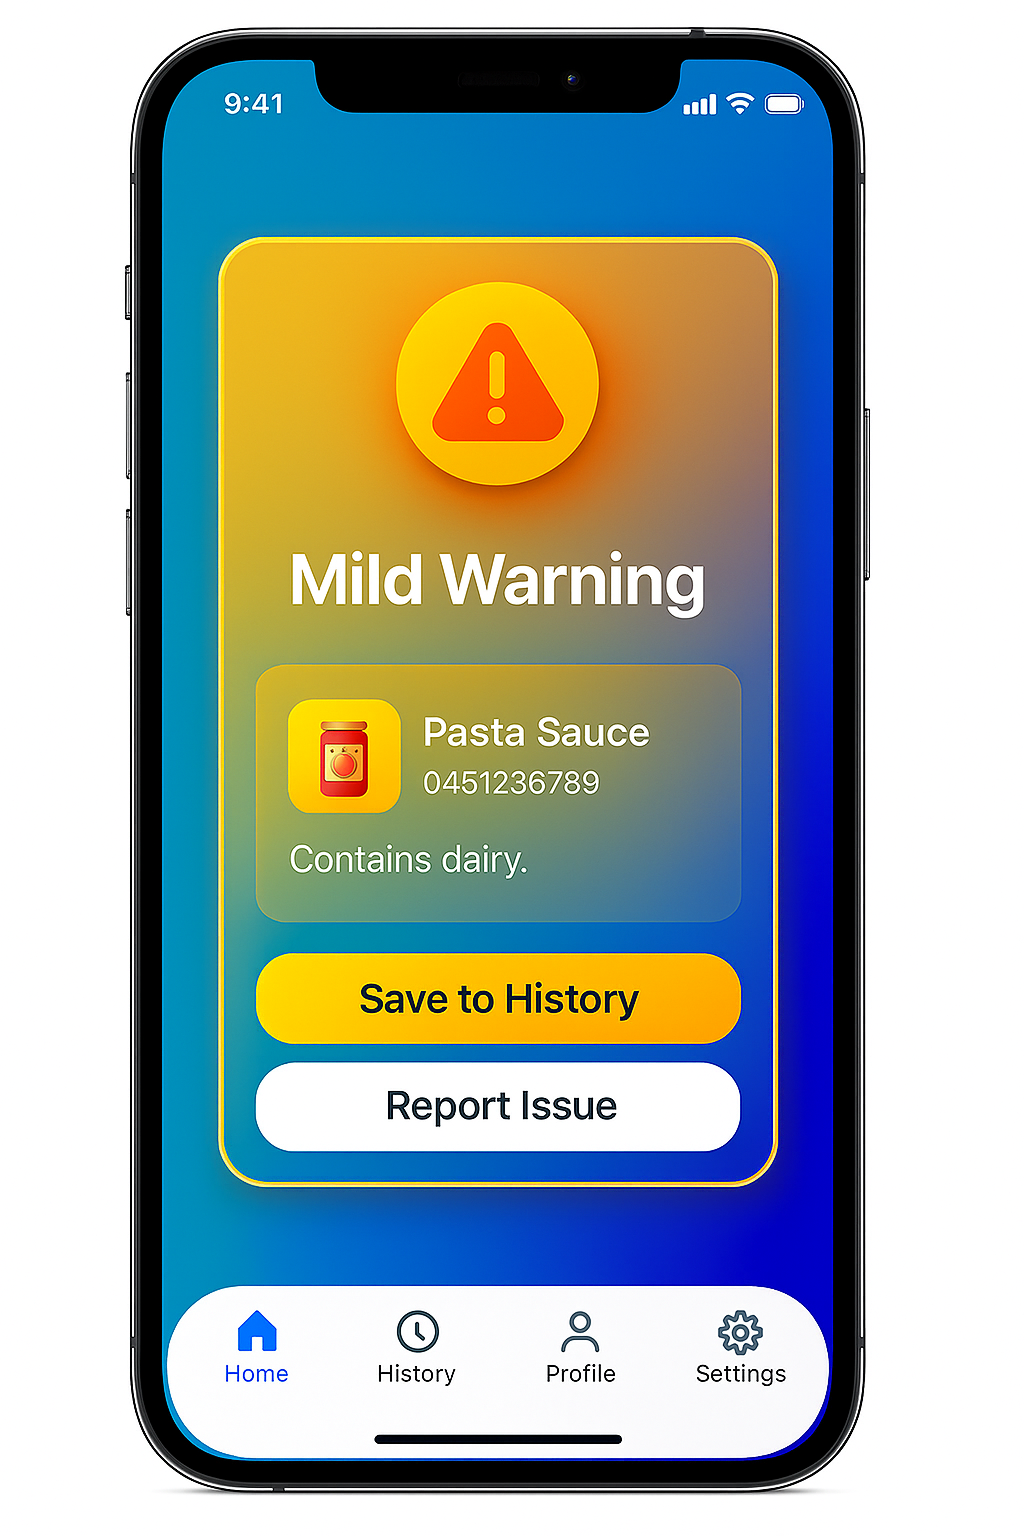 9:41
Mild Warning
Pasta Sauce
0451236789
Contains dairy.
Save to History
Report Issue
Home
History
Profile
Settings